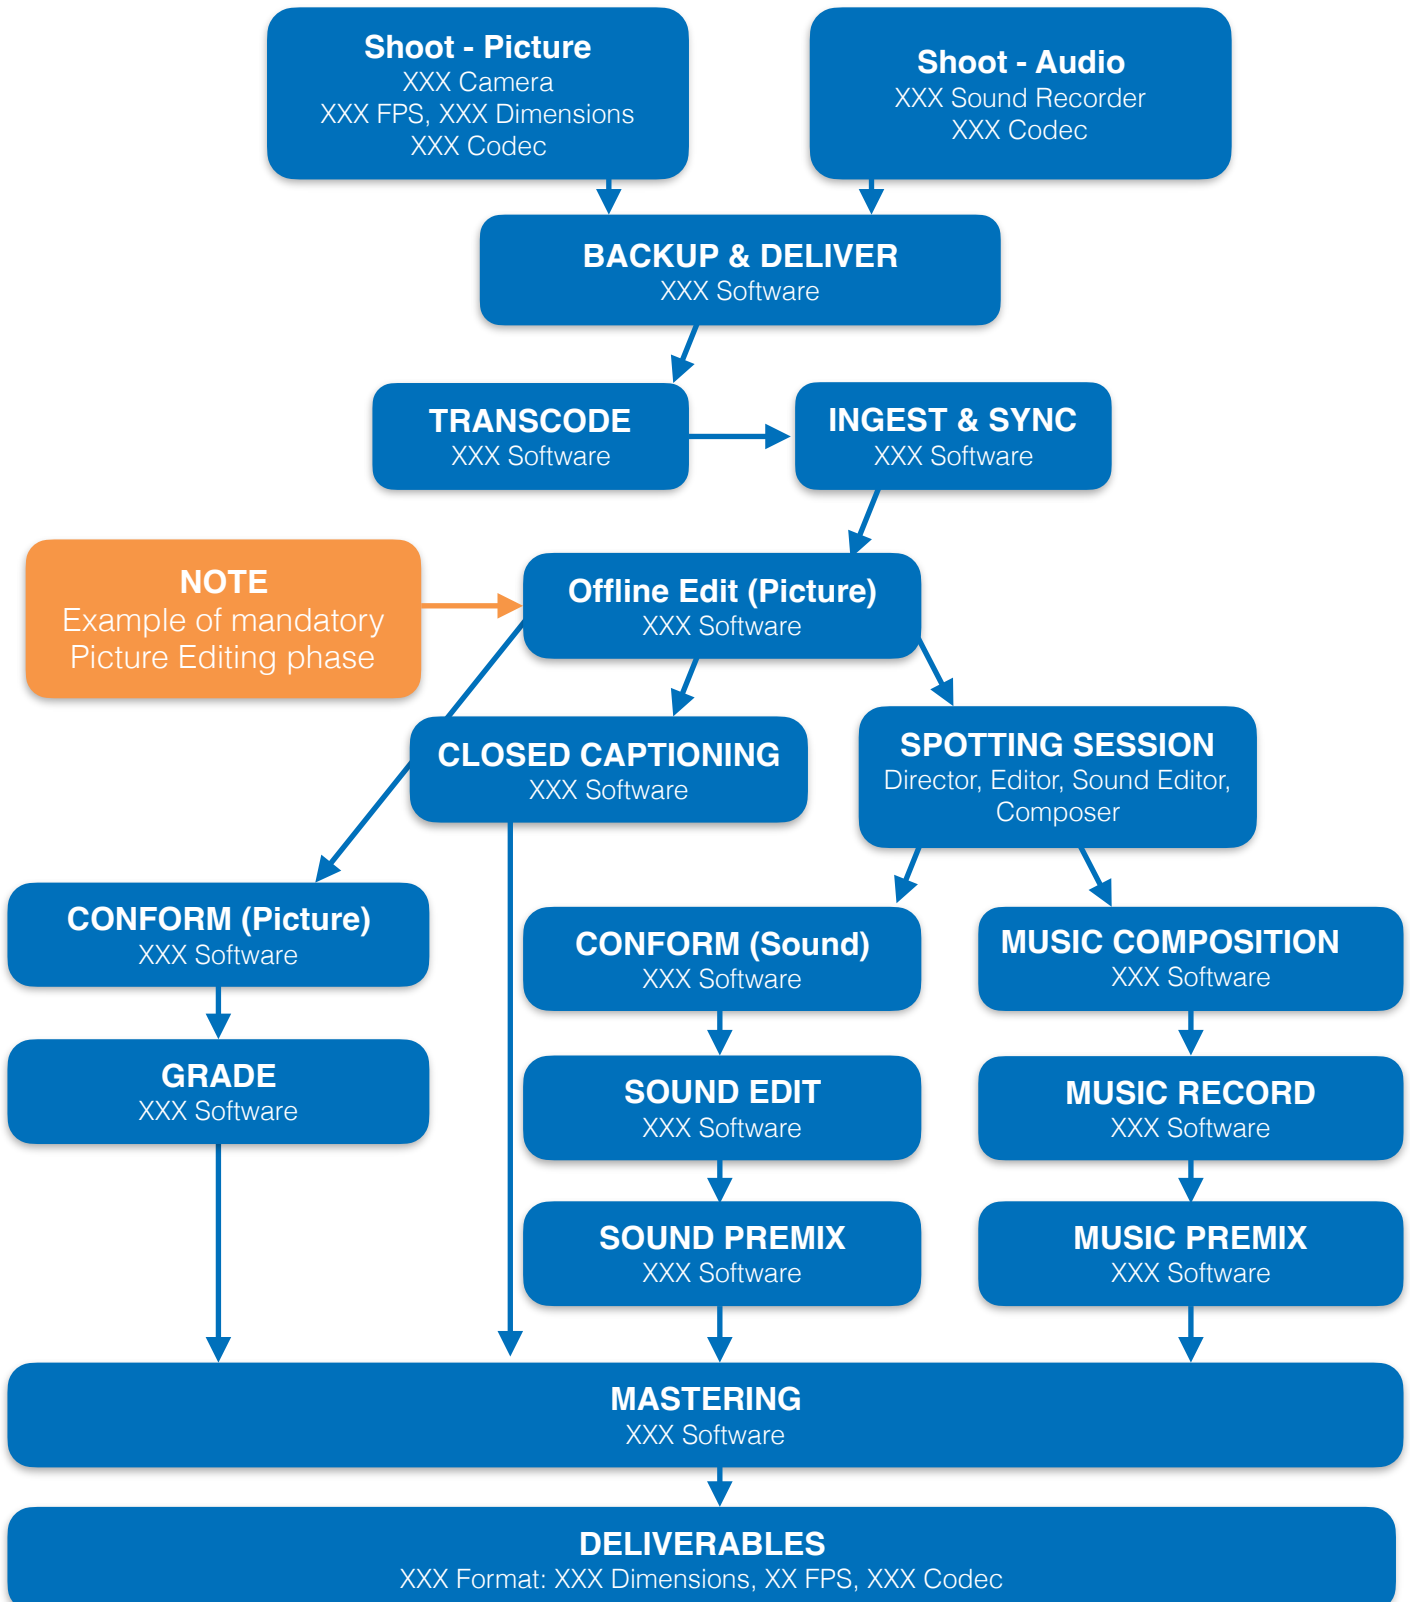 Shoot - Picture
XXX Camera
XXX FPS, XXX Dimensions
XXX Codec
Shoot - Audio
XXX Sound Recorder
XXX Codec
BACKUP & DELIVER
XXX Software
TRANSCODE
XXX Software
INGEST & SYNC
XXX Software
NOTE
Example of mandatory
Picture Editing phase
Offline Edit (Picture)
XXX Software
CLOSED CAPTIONING
XXX Software
SPOTTING SESSION
Director, Editor, Sound Editor,
Composer
CONFORM (Picture)
XXX Software
CONFORM (Sound)
XXX Software
MUSIC COMPOSITION
XXX Software
GRADE
XXX Software
SOUND EDIT
XXX Software
MUSIC RECORD
XXX Software
SOUND PREMIX
XXX Software
MUSIC PREMIX
XXX Software
MASTERING
XXX Software
DELIVERABLES
XXX Format: XXX Dimensions, XX FPS, XXX Codec